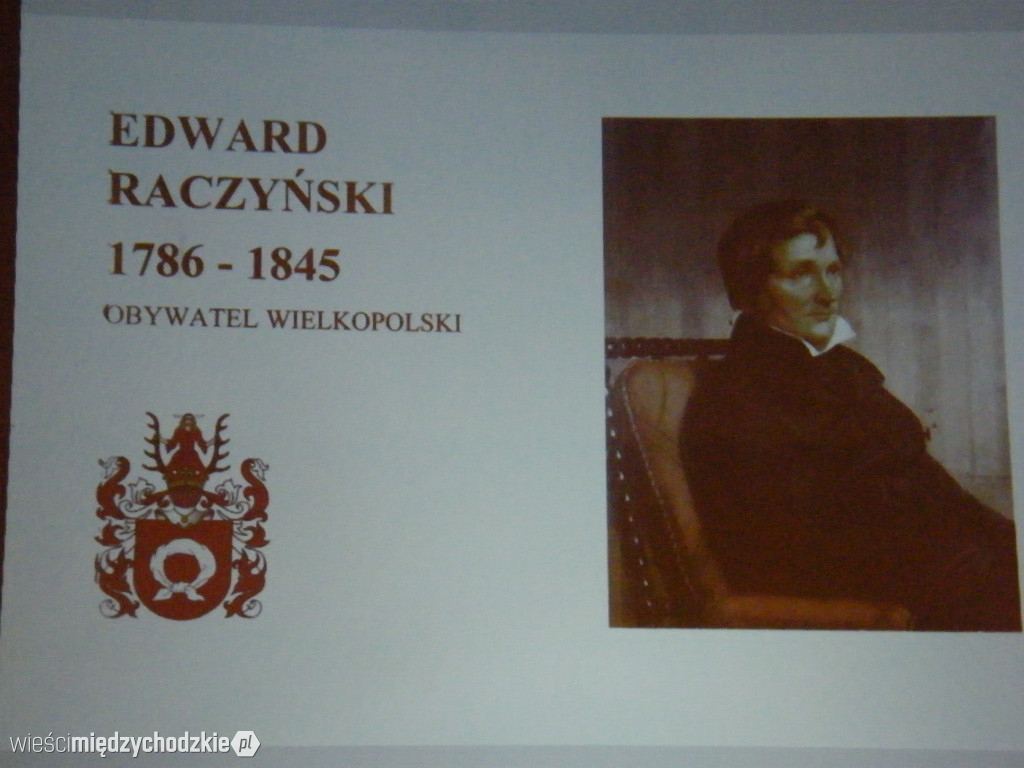 EDWARD
RACZYŃSKI
1786 - 1845
OBYWATEL WIELKOPOLSKI
wieścimiędzychodzkie.pl